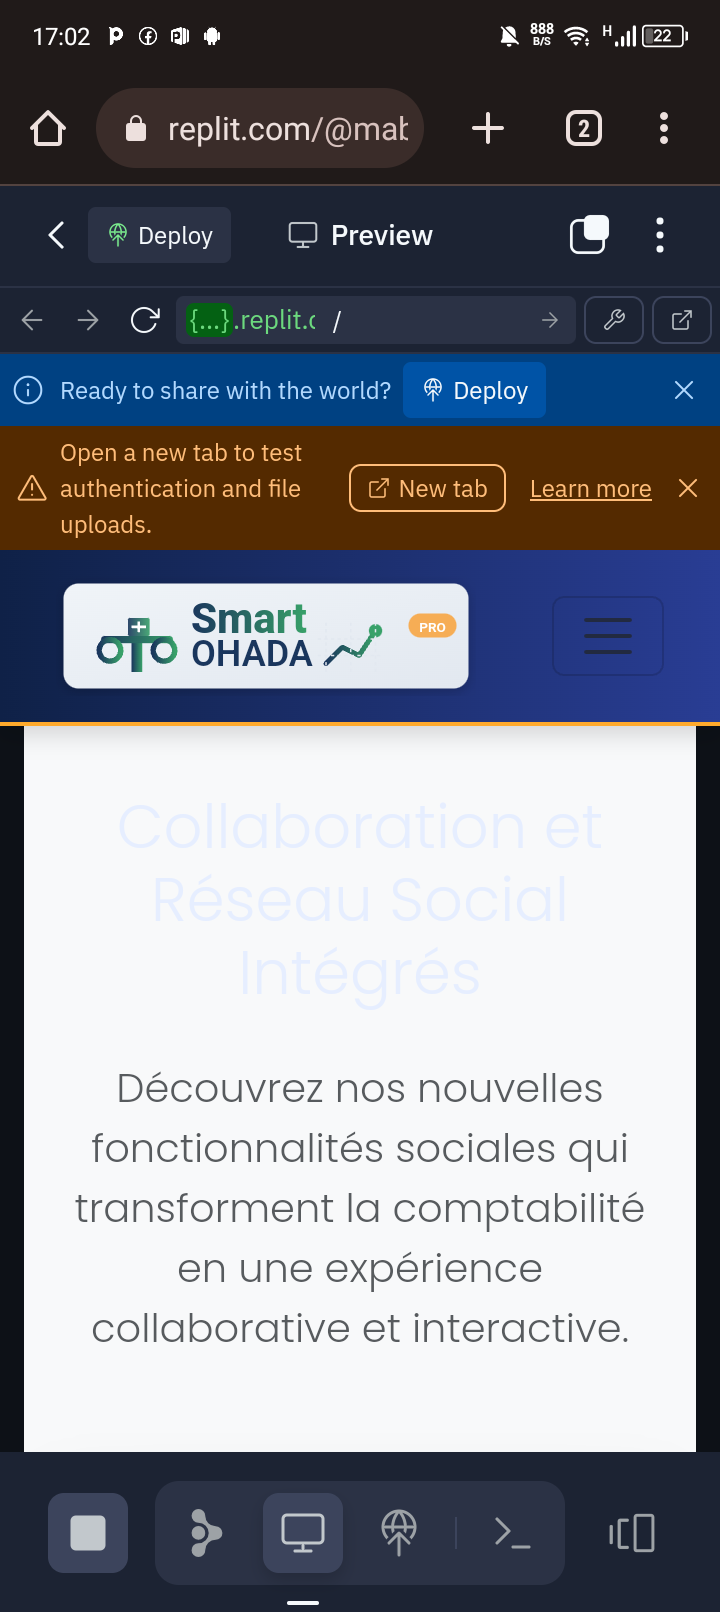 17:02
888
B/S
H
22
replit.com/@mab
2
Deploy
Preview
{...}.replit.c /
Ready to share with the world?
Deploy
Open a new tab to test
authentication and file
uploads.
New tab
Learn more
Smart
OHADA
PRO
Collaboration et
Réseau Social
Intégrés
Découvrez nos nouvelles
fonctionnalités sociales qui
transforment la comptabilité
en une expérience
collaborative et interactive.